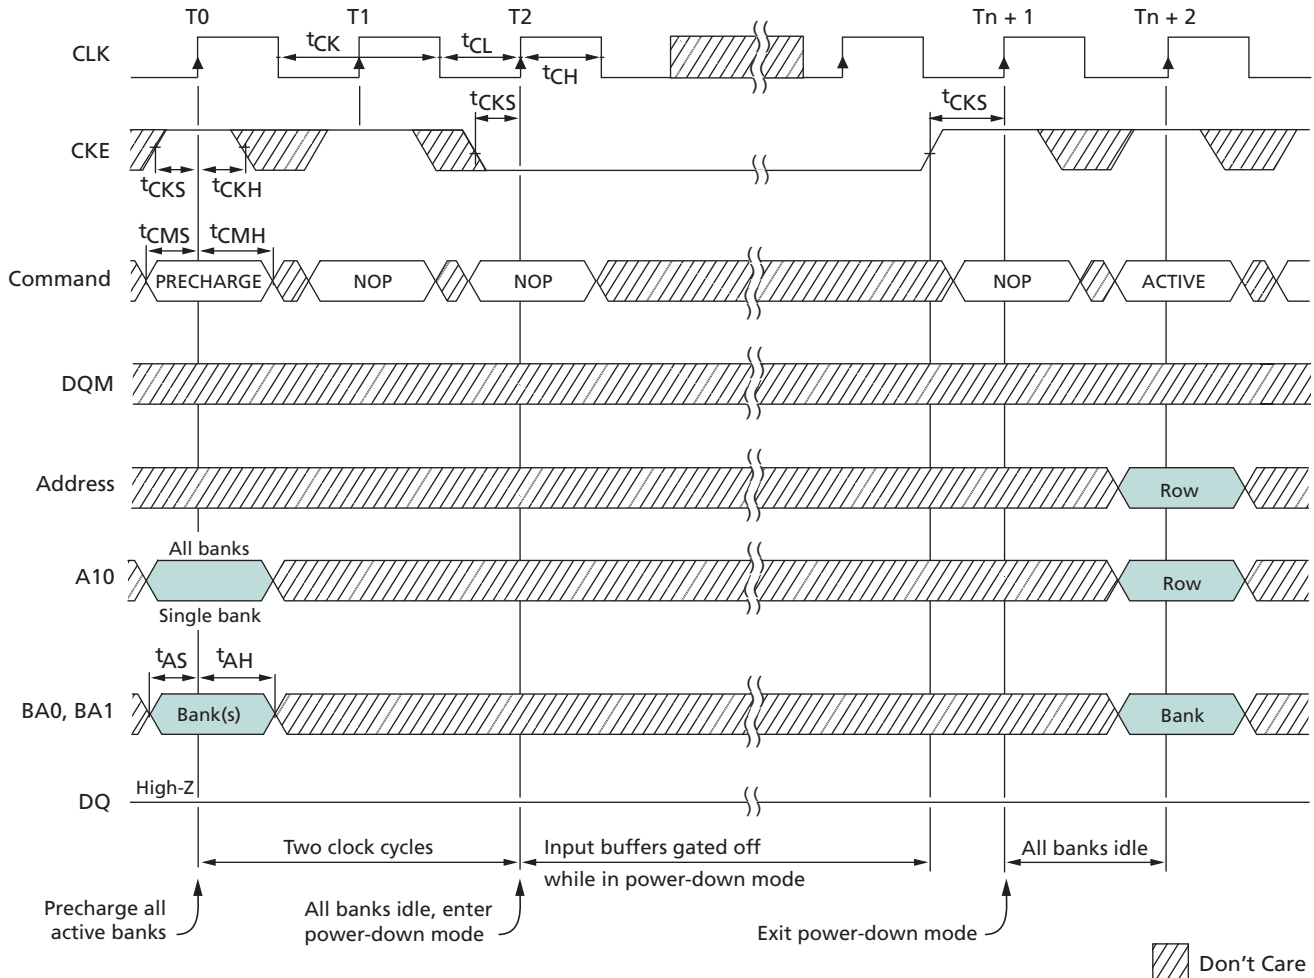 T0 T1 T2 Tn + 1 Tn + 2
CLK
tCK tCL
tCH
tCKS tCKS
CKE
tCKS tCKH
tCMS tCMH
Command PRECHARGE NOP NOP NOP ACTIVE
DQM
Address Row
All banks
A10 Row
Single bank
tAS tAH
BA0, BA1 Bank(s) Bank
High-Z
DQ
Two clock cycles
Input buffers gated off
while in power-down mode
All banks idle
Precharge all
active banks
All banks idle, enter
power-down mode
Exit power-down mode
Don't Care